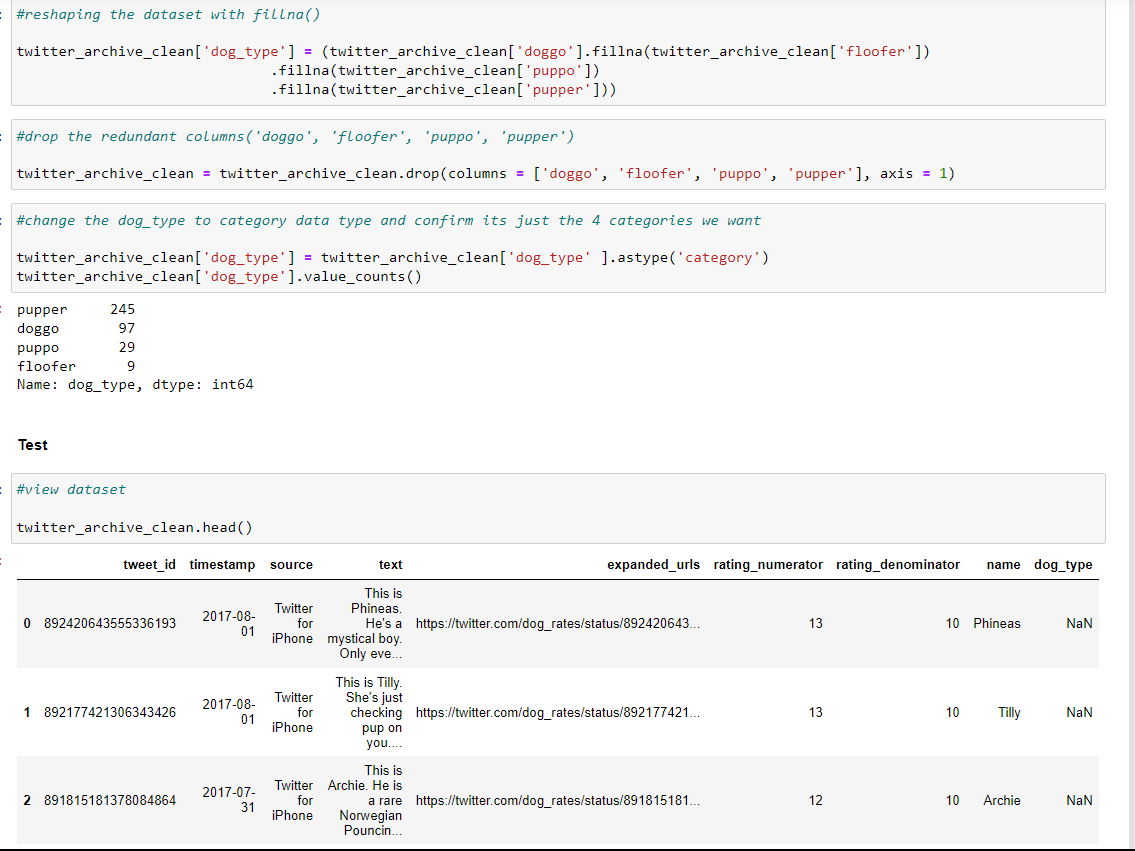 #reshaping the dataset with fillna()
twitter_archive_clean['dog_type'] = (twitter_archive_clean['doggo'].fillna(twitter_archive_clean['floofer'])
.fillna(twitter_archive_clean['puppo'])
.fillna(twitter_archive_clean['pupper']))
#drop the redundant columns('doggo', 'floofer', 'puppo', 'pupper')
twitter_archive_clean = twitter_archive_clean.drop(columns = ['doggo', 'floofer', 'puppo', 'pupper'], axis = 1)
#change the dog_type to category data type and confirm its just the 4 categories we want
twitter_archive_clean['dog_type'] = twitter_archive_clean['dog_type' ].astype('category')
twitter_archive_clean['dog_type'].value_counts()
pupper 245
doggo 97
puppo 29
floofer 9
Name: dog_type, dtype: int64
Test
#view dataset
twitter_archive_clean.head()
tweet_id timestamp source text expanded_urls rating_numerator rating_denominator name dog_type
0 892420643555336193 2017-08-01 Twitter for iPhone This is Phineas. He's a mystical boy. Only eve... https://twitter.com/dog_rates/status/892420643... 13 10 Phineas NaN
1 892177421306343426 2017-08-01 Twitter for iPhone This is Tilly. She's just checking pup on you.... https://twitter.com/dog_rates/status/892177421... 13 10 Tilly NaN
2 891815181378084864 2017-07-31 Twitter for iPhone This is Archie. He is a rare Norwegian Pouncin... https://twitter.com/dog_rates/status/891815181... 12 10 Archie NaN